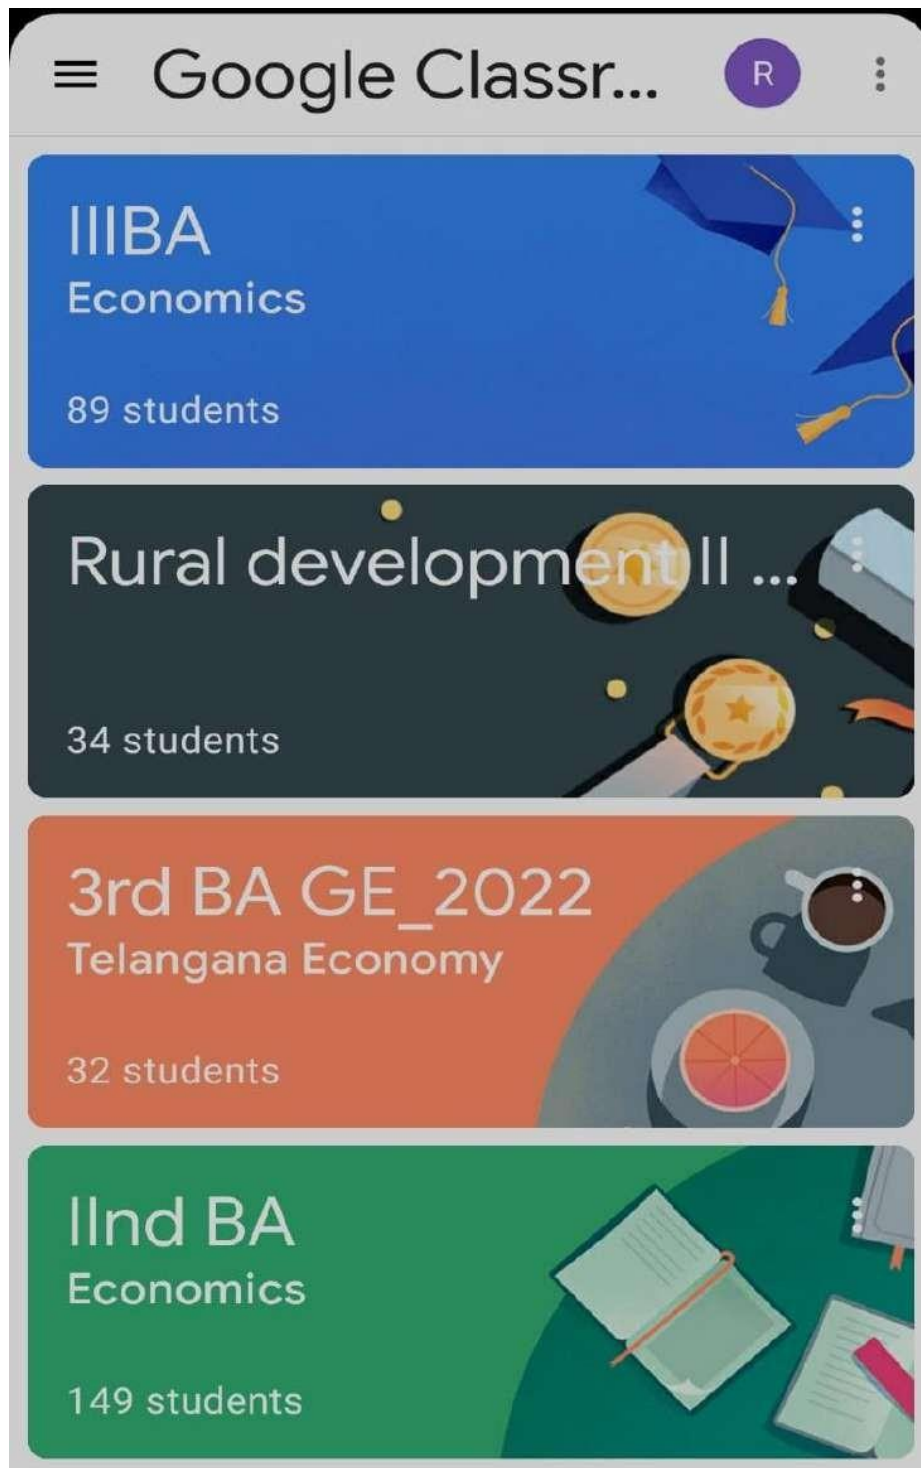 Google Classr...
R
IIIBA
Economics
89 students
Rural development II ...
34 students
3rd BA GE_2022
Telangana Economy
32 students
IInd BA
Economics
149 students